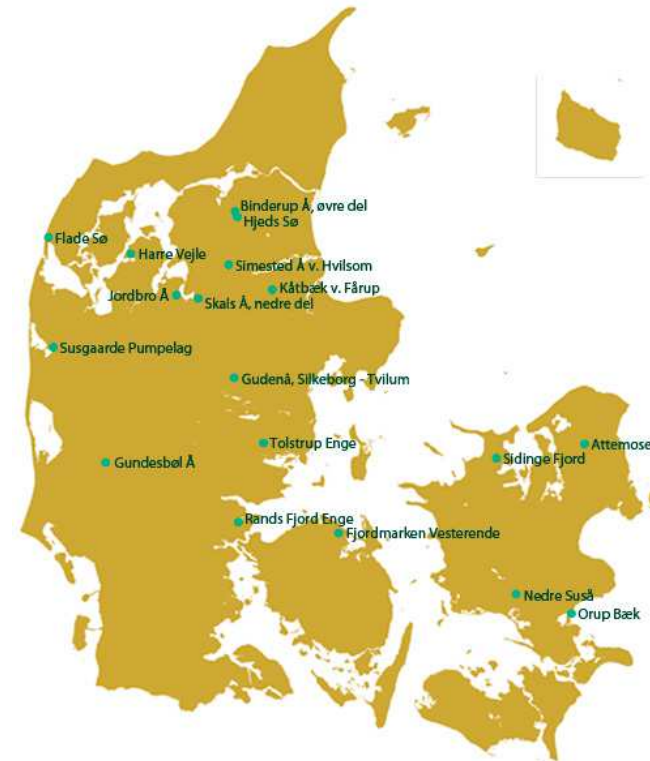 Binderup Å, øvre del
Hjeds Sø
Flade Sø
Harre Vejle
Simested Å v. Hvilsom
Kåtbæk v. Fårup
Jordbro Å
Skals Å, nedre del
Susgaarde Pumpelag
Gudenå, Silkeborg - Tvilum
Tolstrup Enge
Attemose
Sidinge Fjord
Gundesbøl Å
Rands Fjord Enge
Fjordmarken Vesterende
Nedre Suså
Orup Bæk